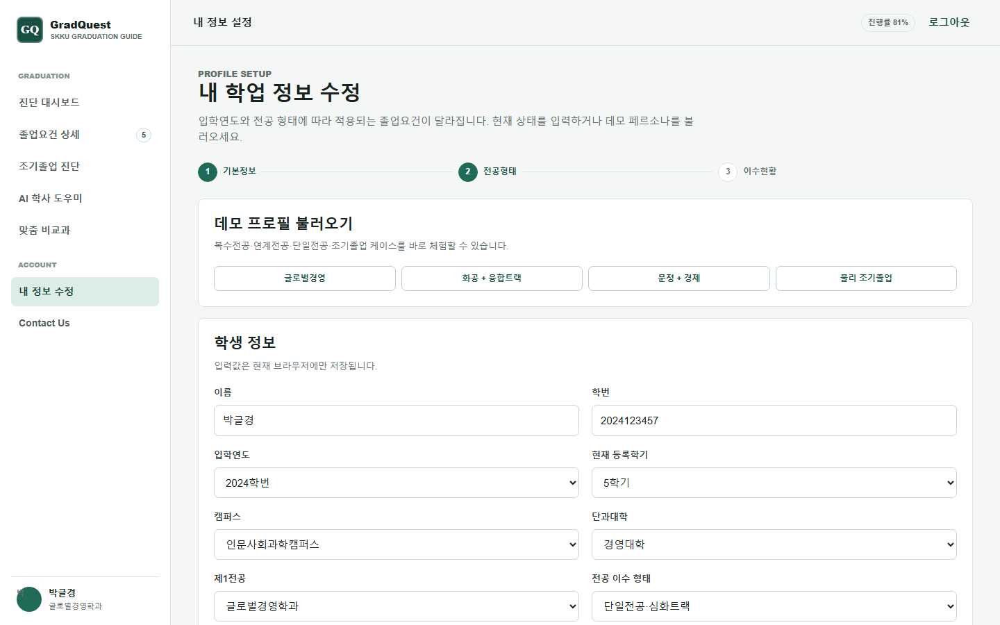 GQ
GradQuest
SKKU GRADUATION GUIDE
GRADUATION
진단 대시보드
졸업요건 상세
5
조기졸업 진단
AI 학사 도우미
맞춤 비교과
ACCOUNT
내 정보 수정
Contact Us
박
박글경
글로벌경영학과
내 정보 설정
진행률 81%
로그아웃
PROFILE SETUP
내 학업 정보 수정
입학연도와 전공 형태에 따라 적용되는 졸업요건이 달라집니다. 현재 상태를 입력하거나 데모 페르소나를 불
러오세요.
1 기본정보
2 전공형태
3 이수현황
데모 프로필 불러오기
복수전공·연계전공·단일전공·조기졸업 케이스를 바로 체험할 수 있습니다.
글로벌경영
화공 + 융합트랙
문정 + 경제
물리 조기졸업
학생 정보
입력값은 현재 브라우저에만 저장됩니다.
이름
박글경
학번
2024123457
입학연도
2024학번
현재 등록학기
5학기
캠퍼스
인문사회과학캠퍼스
단과대학
경영대학
제1전공
글로벌경영학과
전공 이수 형태
단일전공·심화트랙